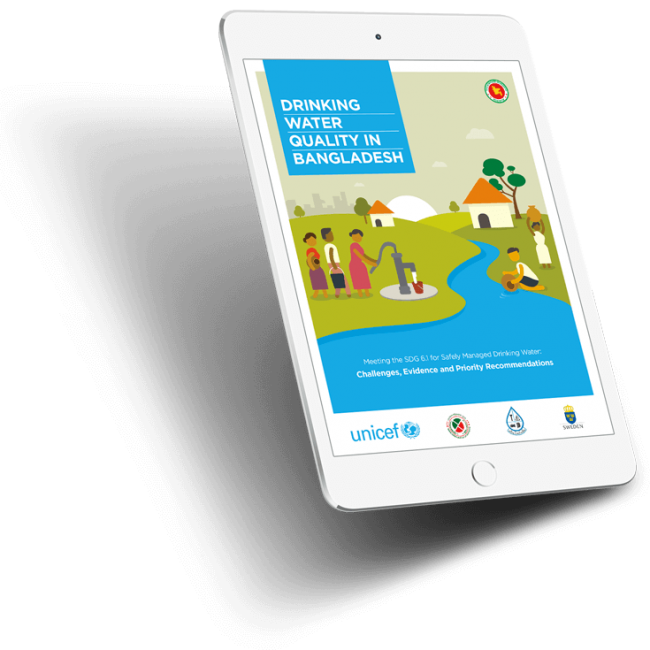 DRINKING
WATER
QUALITY IN
BANGLADESH
Meeting the SDG 6.1 for Safely Managed Drinking Water:
Challenges, Evidence and Priority Recommendations
unicef
SWEDEN